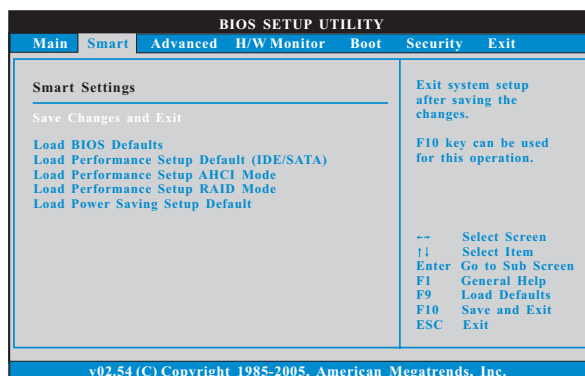 BIOS SETUP UTILITY
Main Smart Advanced H/W Monitor Boot Security Exit
Smart Settings
Save Changes and Exit
Load BIOS Defaults
Load Performance Setup Default (IDE/SATA)
Load Performance Setup AHCI Mode
Load Performance Setup RAID Mode
Load Power Saving Setup Default
Exit system setup
after saving the
changes.
F10 key can be used
for this operation.
←→ Select Screen
↑↓ Select Item
Enter Go to Sub Screen
F1 General Help
F9 Load Defaults
F10 Save and Exit
ESC Exit
v02.54 (C) Copyright 1985-2005, American Megatrends, Inc.